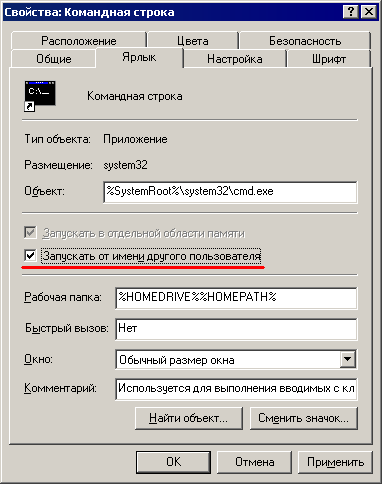 Свойства: Командная строка
Расположение Цвета Безопасность
Общие Ярлык Настройка Шрифт
C:\
Командная строка
Тип объекта: Приложение
Размещение: system32
Объект: %SystemRoot%\system32\cmd.exe
Запускать в отдельной области памяти
Запускать от имени другого пользователя
Рабочая папка: %HOMEDRIVE%%HOMEPATH%
Быстрый вызов: Нет
Окно: Обычный размер окна
Комментарий: Используется для выполнения вводимых с кл
Найти объект... Сменить значок...
OK Отмена Применить